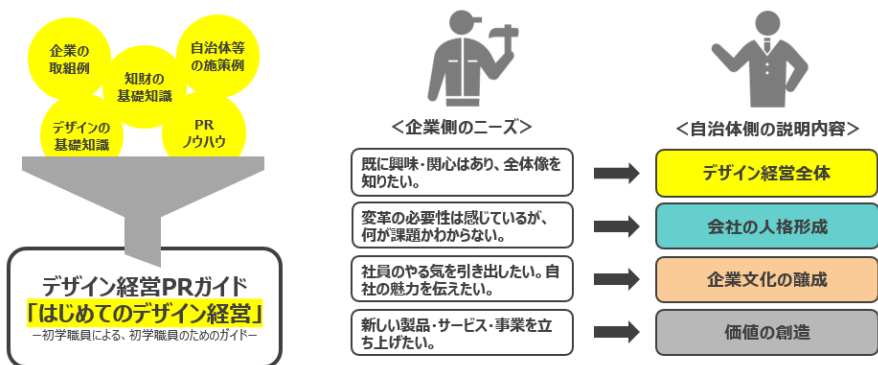 企業の
取組例
自治体等
の施策例
知財の
基礎知識
デザインの
基礎知識
PR
ノウハウ
デザイン経営PRガイド
「はじめてのデザイン経営」
－初学職員による、初学職員のためのガイド－
＜企業側のニーズ＞
＜自治体側の説明内容＞
既に興味・関心はあり、全体像を
知りたい。
デザイン経営全体
変革の必要性は感じているが、
何が課題かわからない。
会社の人格形成
社員のやる気を引き出したい。自
社の魅力を伝えたい。
企業文化の醸成
新しい製品・サービス・事業を立
ち上げたい。
価値の創造